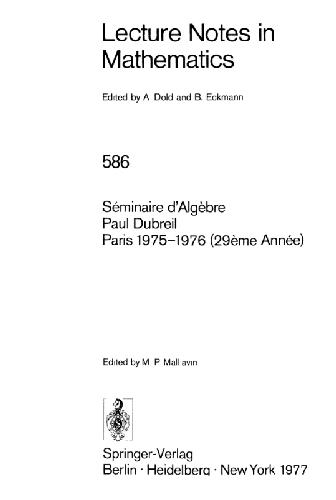 Lecture Notes in
Mathematics
Edited by A. Dold and B. Eckmann
586
Séminaire d'Algèbre
Paul Dubreil
Paris 1975–1976 (29ème Année)
Edited by M. P. Malliavin
Springer-Verlag
Berlin · Heidelberg · New York 1977